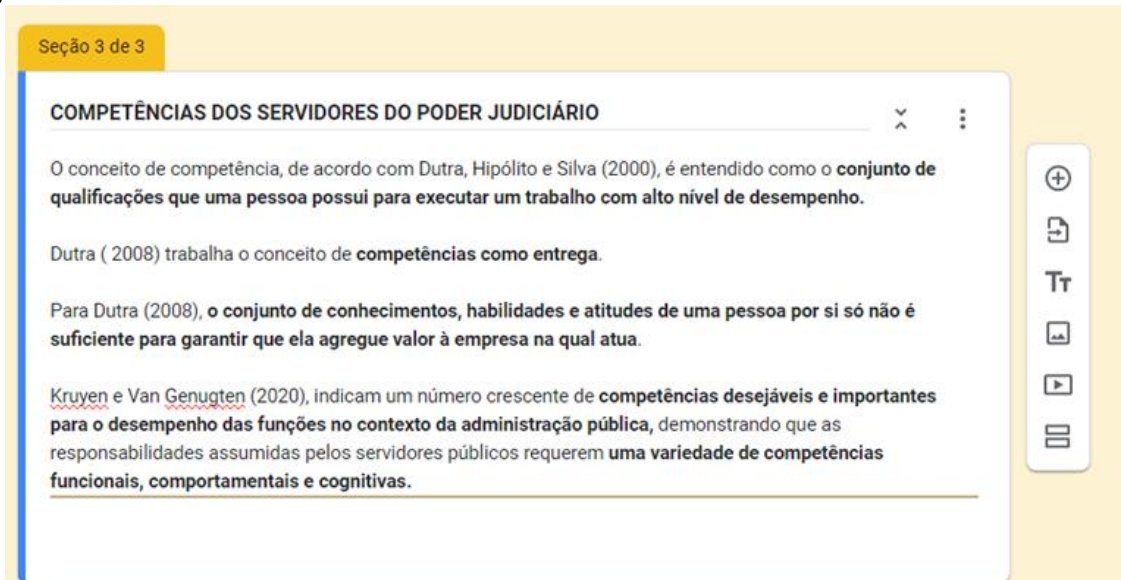 Seção 3 de 3
COMPETÊNCIAS DOS SERVIDORES DO PODER JUDICIÁRIO
O conceito de competência, de acordo com Dutra, Hipólito e Silva (2000), é entendido como o conjunto de
qualificações que uma pessoa possui para executar um trabalho com alto nível de desempenho.
Dutra ( 2008) trabalha o conceito de competências como entrega.
Para Dutra (2008), o conjunto de conhecimentos, habilidades e atitudes de uma pessoa por si só não é
suficiente para garantir que ela agregue valor à empresa na qual atua.
Kruyen e Van Genugten (2020), indicam um número crescente de competências desejáveis e importantes
para o desempenho das funções no contexto da administração pública, demonstrando que as
responsabilidades assumidas pelos servidores públicos requerem uma variedade de competências
funcionais, comportamentais e cognitivas.
Tт